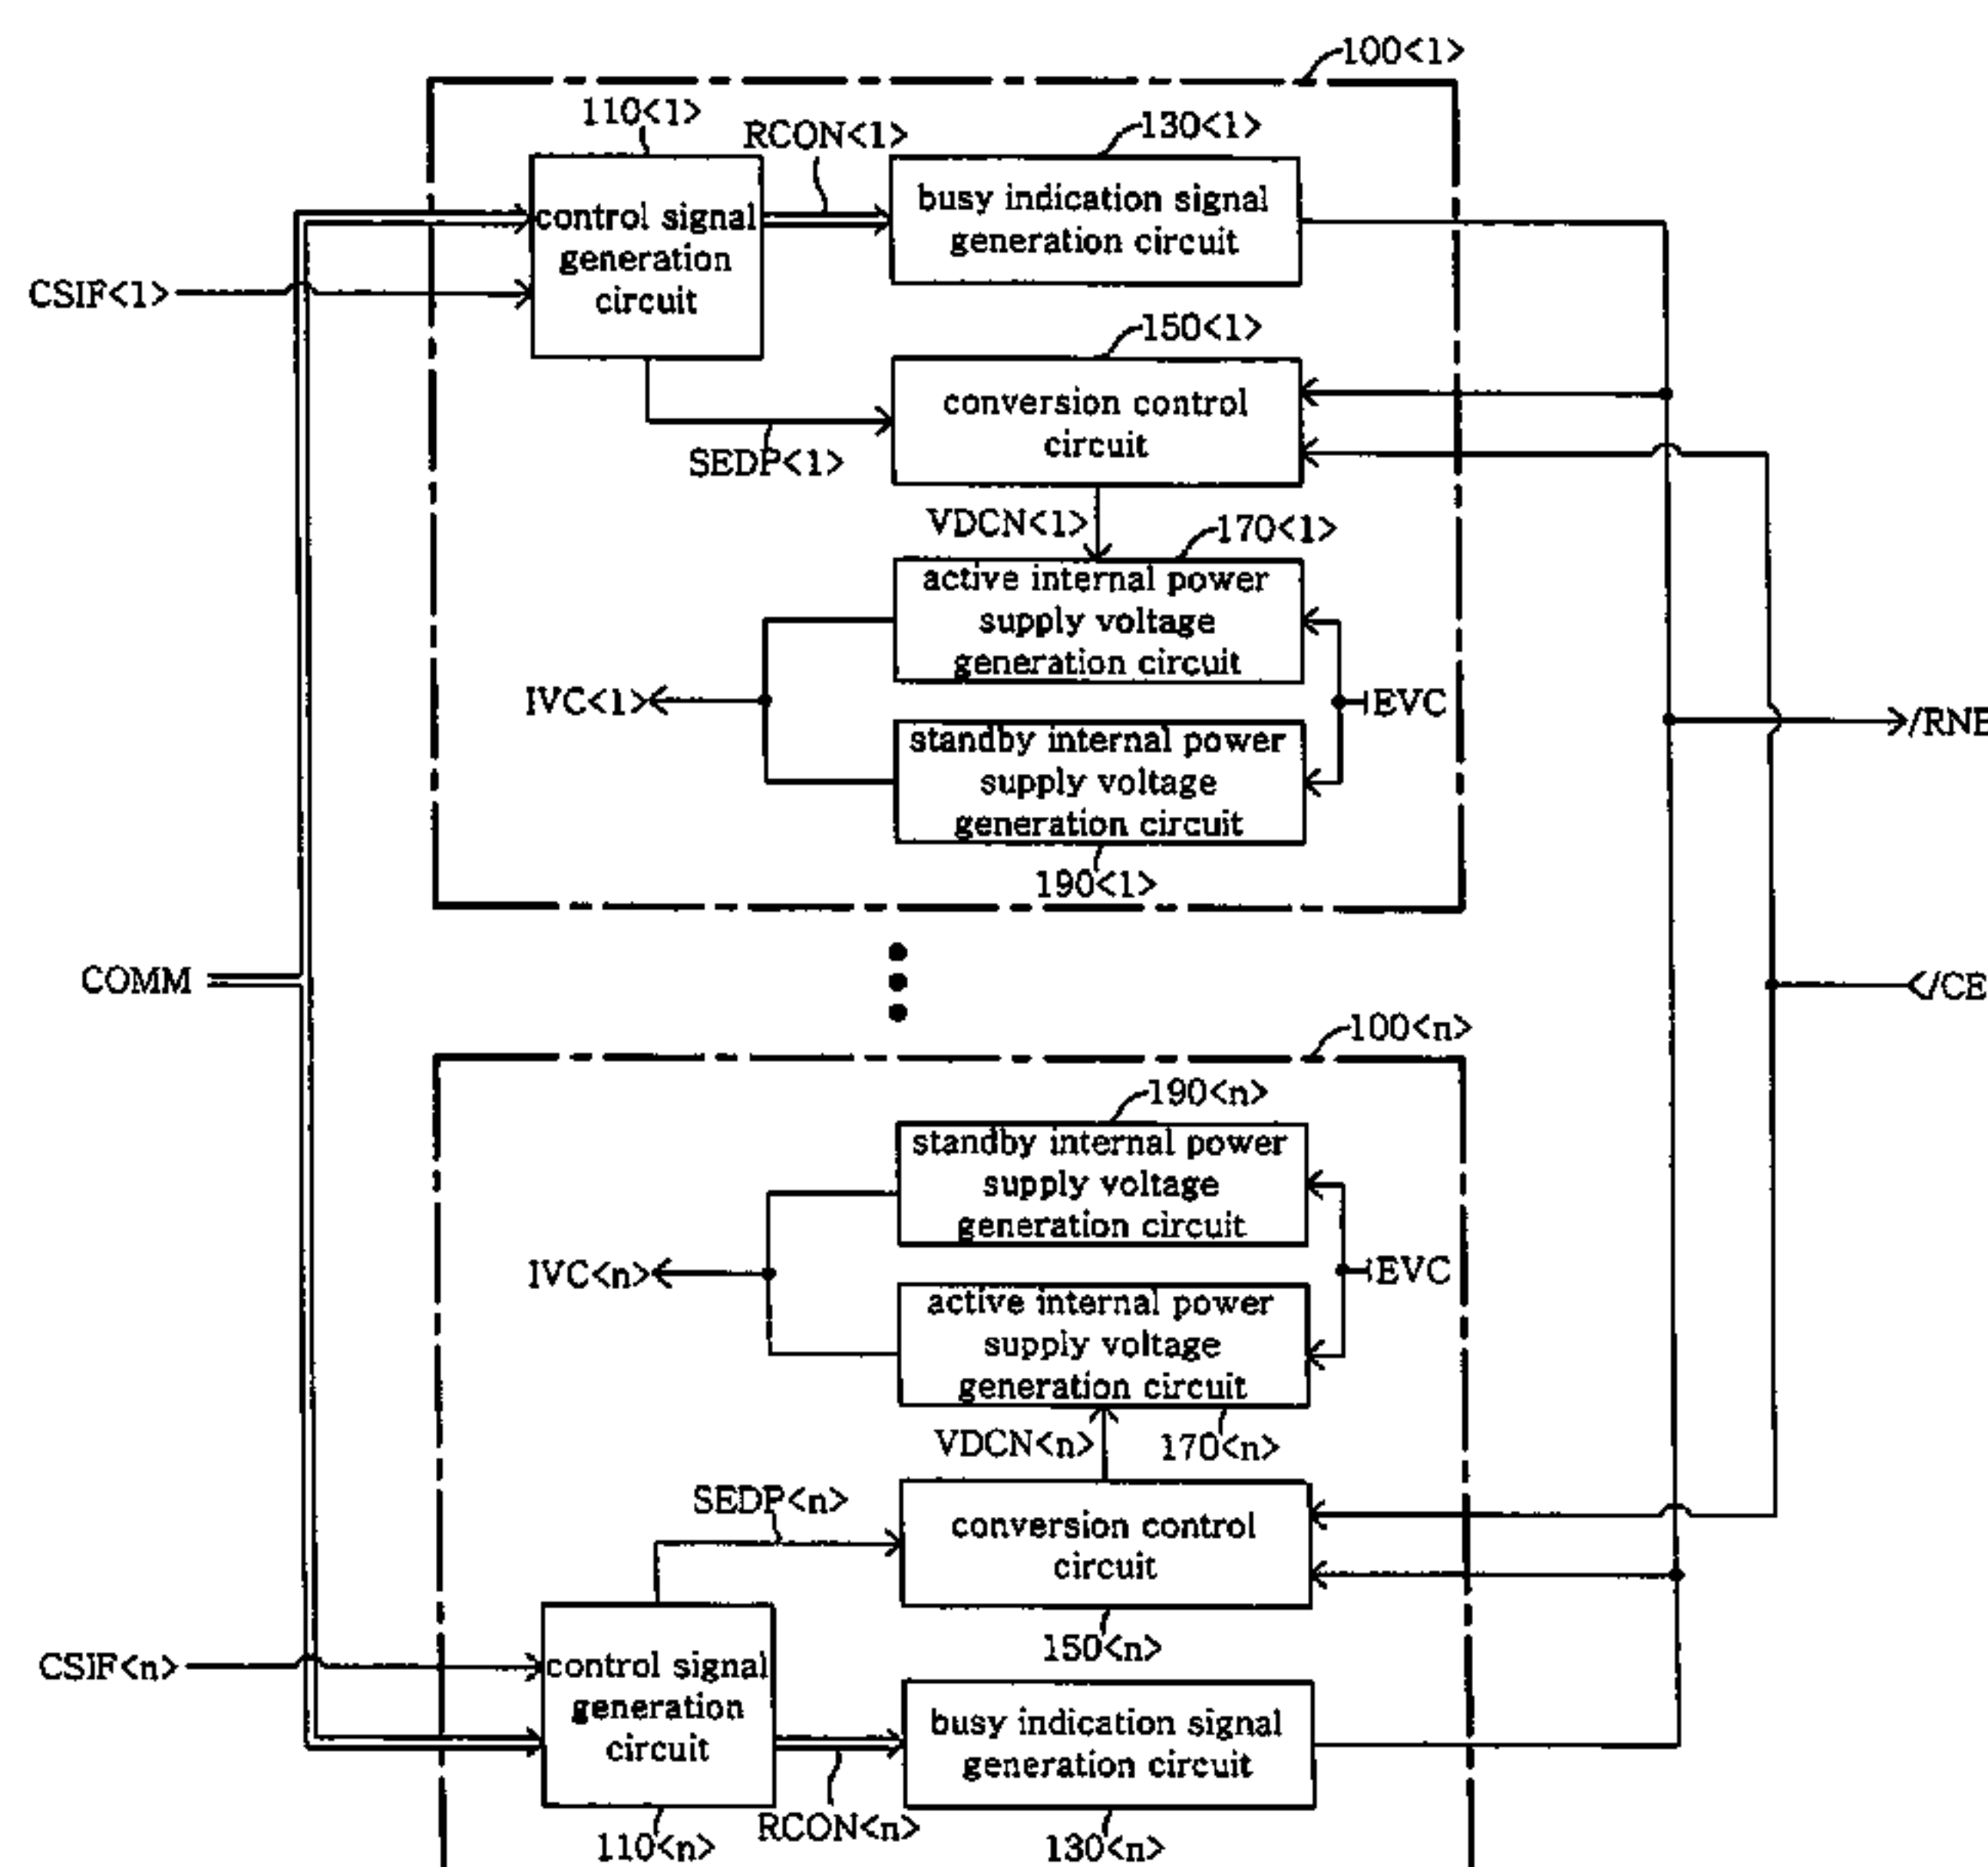 100<1>
110<1>
RCON<1>
130<1>
control signal
generation
circuit
busy indication signal
generation circuit
CSIF<1>
150<1>
conversion control
circuit
SEDP<1>
VDCN<1>
170<1>
active internal power
supply voltage
generation circuit
IVC<1>
EVC
/RNB
standby internal power
supply voltage
generation circuit
190<1>
COMM
/CE
100<n>
190<n>
standby internal power
supply voltage
generation circuit
IVC<n>
EVC
active internal power
supply voltage
generation circuit
VDCN<n>
170<n>
SEDP<n>
conversion control
circuit
150<n>
CSIF<n>
control signal
generation
circuit
busy indication signal
generation circuit
RCON<n>
110<n>
130<n>